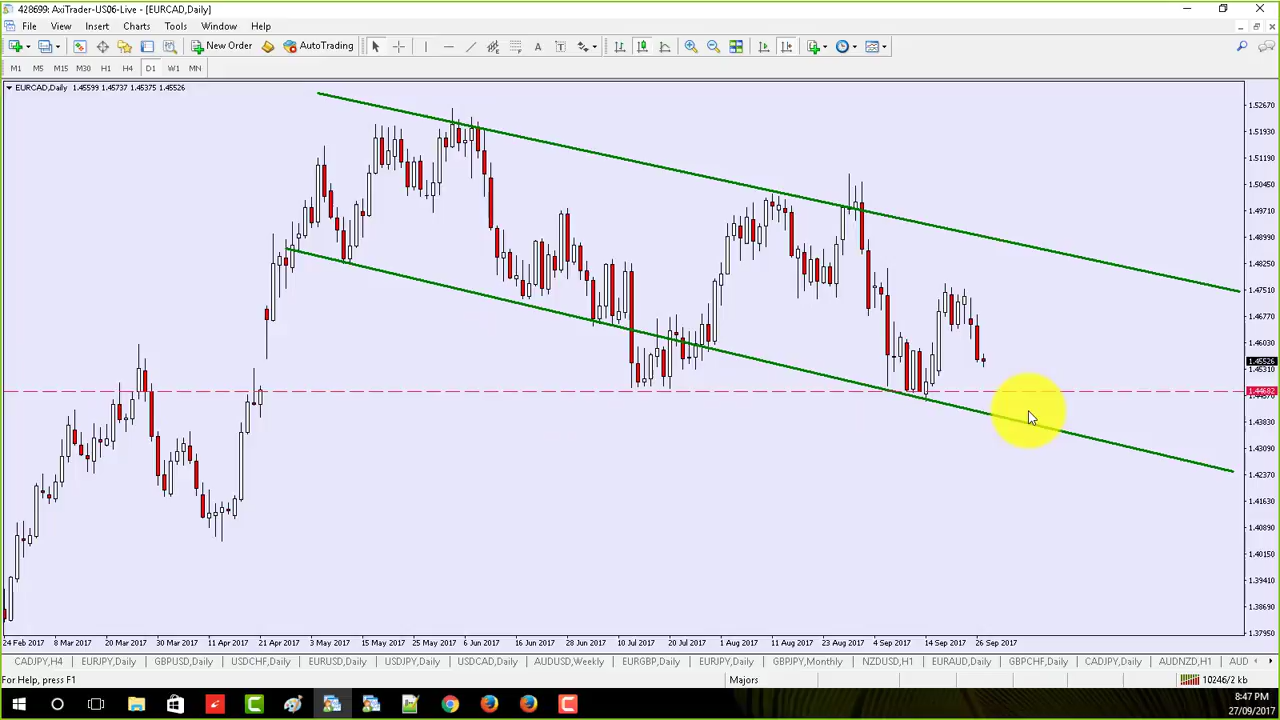 428699: AxiTrader-US06-Live - [EURCAD,Daily]
File View Insert Charts Tools Window Help
New Order AutoTrading A T
M1 M5 M15 M30 H1 H4 D1 W1 MN
EURCAD,Daily 1.45599 1.45737 1.45375 1.45526
1.52670
1.51930
1.51190
1.50450
1.49710
1.48990
1.48250
1.47510
1.46770
1.46030
1.45526
1.45310
1.44682
1.43830
1.43090
1.42370
1.41630
1.40890
1.40150
1.39410
1.38690
1.37950
24 Feb 2017 8 Mar 2017 20 Mar 2017 30 Mar 2017 11 Apr 2017 21 Apr 2017 3 May 2017 15 May 2017 25 May 2017 6 Jun 2017 16 Jun 2017 28 Jun 2017 10 Jul 2017 20 Jul 2017 1 Aug 2017 11 Aug 2017 23 Aug 2017 4 Sep 2017 14 Sep 2017 26 Sep 2017
CADJPY,H4 EURJPY,Daily GBPUSD,Daily USDCHF,Daily EURUSD,Daily USDJPY,Daily USDCAD,Daily AUDUSD,Weekly EURGBP,Daily EURJPY,Daily GBPJPY,Monthly NZDUSD,H1 EURAUD,Daily GBPCHF,Daily CADJPY,Daily AUDNZD,H1 AUD
For Help, press F1 Majors 10246/2 kb
8:47 PM
27/09/2017